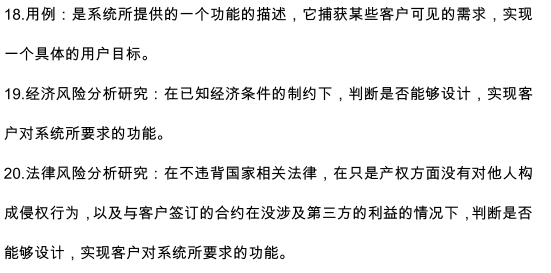 18.用例：是系统所提供的一个功能的描述，它捕获某些客户可见的需求，实现
一个具体的用户目标。
19.经济风险分析研究：在已知经济条件的制约下，判断是否能够设计，实现客
户对系统所要求的功能。
20.法律风险分析研究：在不违背国家相关法律，在只是产权方面没有对他人构
成侵权行为，以及与客户签订的合约在没涉及第三方的利益的情况下，判断是否
能够设计，实现客户对系统所要求的功能。